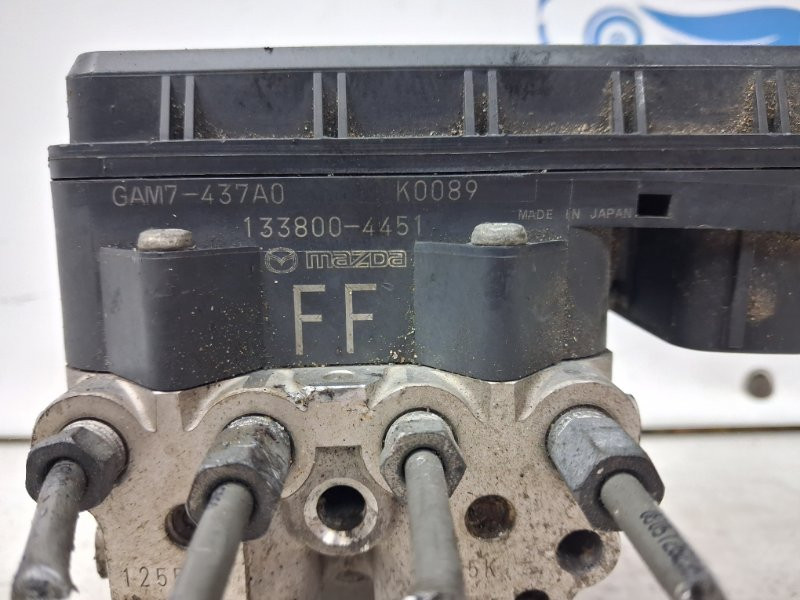 GAM7-437A0 K0089
133800-4451 MADE IN JAPAN
mazda
FF